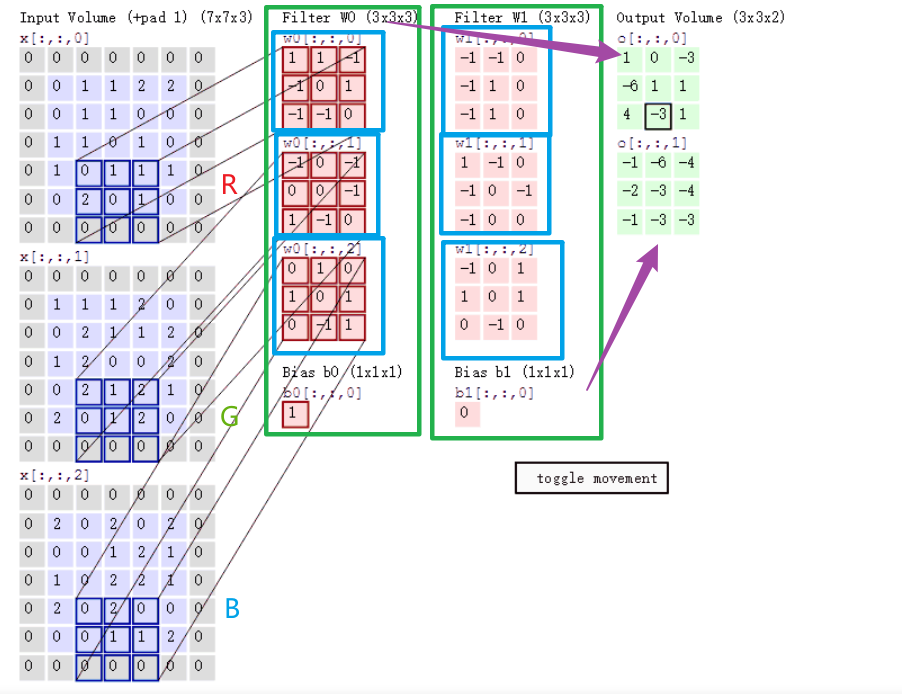 Input Volume (+pad 1) (7x7x3)
x[:,:,0]
0 0 0 0 0 0 0
0 0 1 1 2 2 0
0 0 1 1 0 0 0
0 1 1 0 1 0 0
0 1 0 1 1 1 0
0 0 2 0 1 0 0
0 0 0 0 0 0 0
R
x[:,:,1]
0 0 0 0 0 0 0
0 1 1 1 2 0 0
0 0 2 1 1 2 0
0 1 2 0 0 2 0
0 0 2 1 2 1 0
0 2 0 1 2 0 0
0 0 0 0 0 0 0
G
x[:,:,2]
0 0 0 0 0 0 0
0 2 0 2 0 2 0
0 0 0 1 2 1 0
0 1 0 2 2 1 0
0 2 0 2 0 0 0
0 0 0 1 1 2 0
0 0 0 0 0 0 0
B
Filter W0 (3x3x3)
w0[:,:,0]
1 1 -1
-1 0 1
-1 -1 0
w0[:,:,1]
-1 0 -1
0 0 -1
1 -1 0
w0[:,:,2]
0 1 0
1 0 1
0 -1 1
Bias b0 (1x1x1)
b0[:,:,0]
1
Filter W1 (3x3x3)
w1[:,:,0]
-1 -1 0
-1 1 0
-1 1 0
w1[:,:,1]
1 -1 0
-1 0 -1
-1 0 0
w1[:,:,2]
-1 0 1
1 0 1
0 -1 0
Bias b1 (1x1x1)
b1[:,:,0]
0
Output Volume (3x3x2)
o[:,:,0]
1 0 -3
-6 1 1
4 -3 1
o[:,:,1]
-1 -6 -4
-2 -3 -4
-1 -3 -3
toggle movement